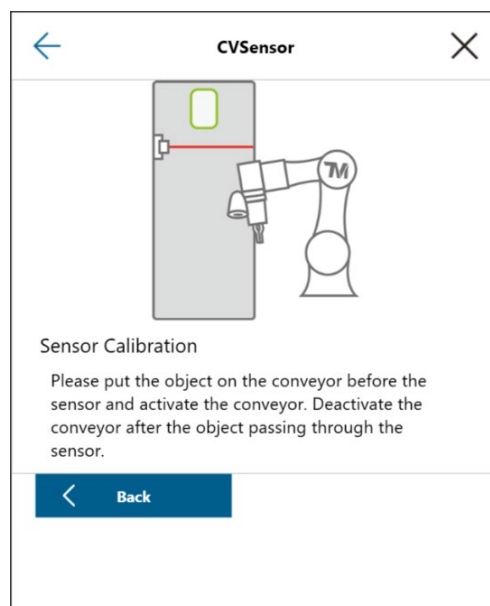 CVSensor
TM
Sensor Calibration
Please put the object on the conveyor before the
sensor and activate the conveyor. Deactivate the
conveyor after the object passing through the
sensor.
Back